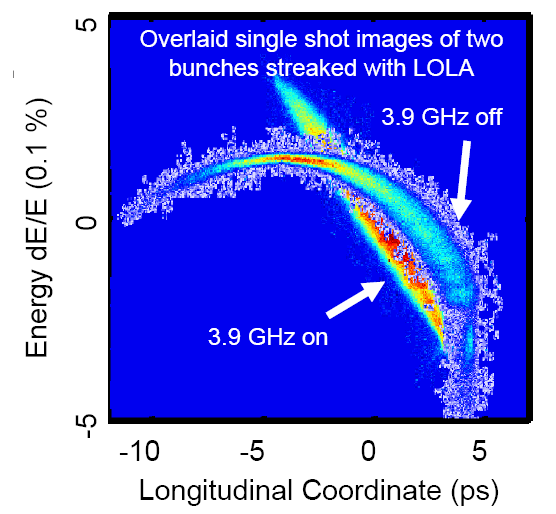 Overlaid single shot images of two
bunches streaked with LOLA
3.9 GHz off
3.9 GHz on
Energy dE/E (0.1 %)
5
0
-5
-10 -5 0 5
Longitudinal Coordinate (ps)